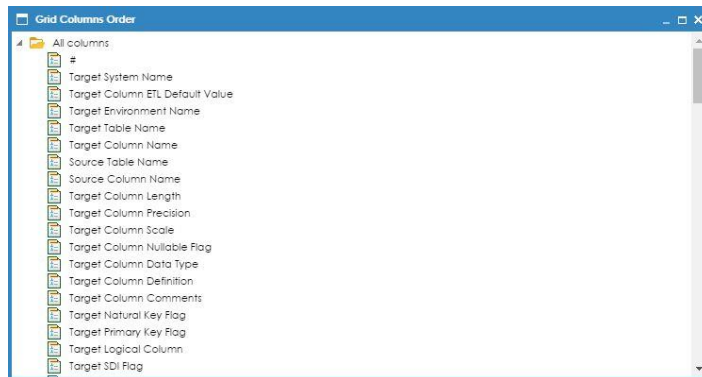 Grid Columns Order
All columns
#
Target System Name
Target Column ETL Default Value
Target Environment Name
Target Table Name
Target Column Name
Source Table Name
Source Column Name
Target Column Length
Target Column Precision
Target Column Scale
Target Column Nullable Flag
Target Column Data Type
Target Column Definition
Target Column Comments
Target Natural Key Flag
Target Primary Key Flag
Target Logical Column
Target SDI Flag